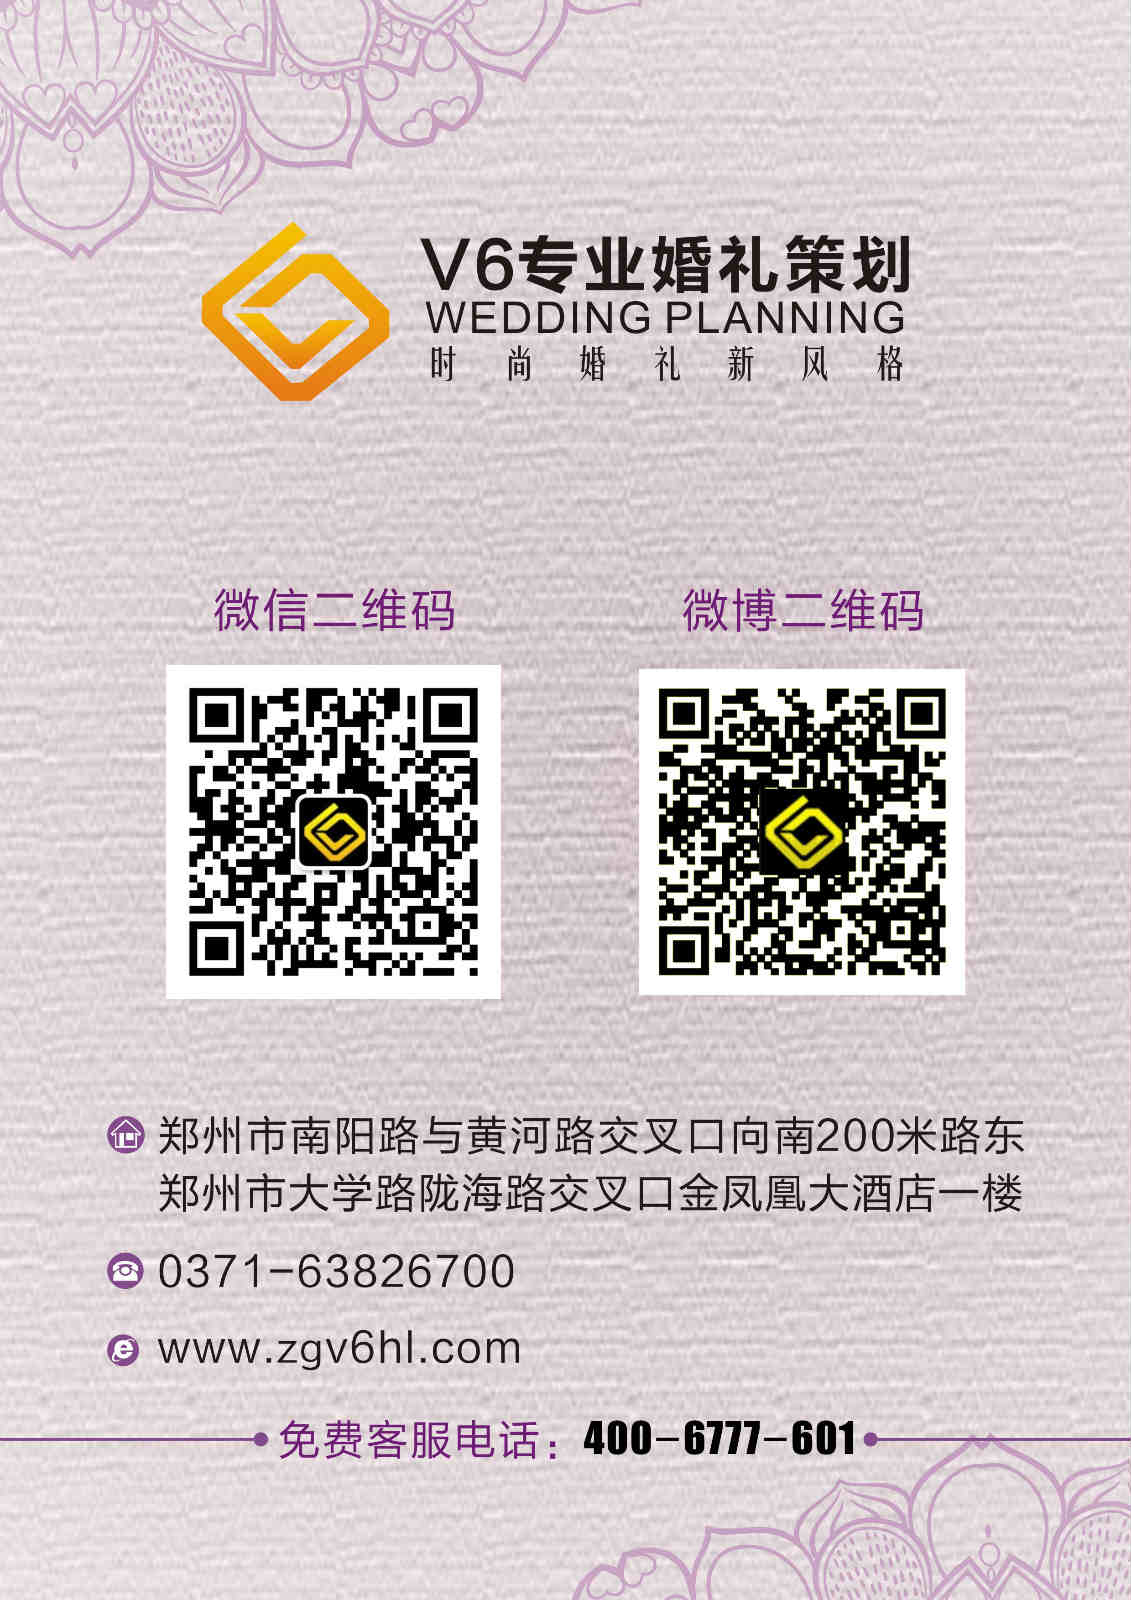 V6专业婚礼策划
WEDDING PLANNING
时尚婚礼新风格
微信二维码
微博二维码
郑州市南阳路与黄河路交叉口向南200米路东
郑州市大学路陇海路交叉口金凤凰大酒店一楼
0371-63826700
www.zgv6hl.com
免费客服电话：400-6777-601